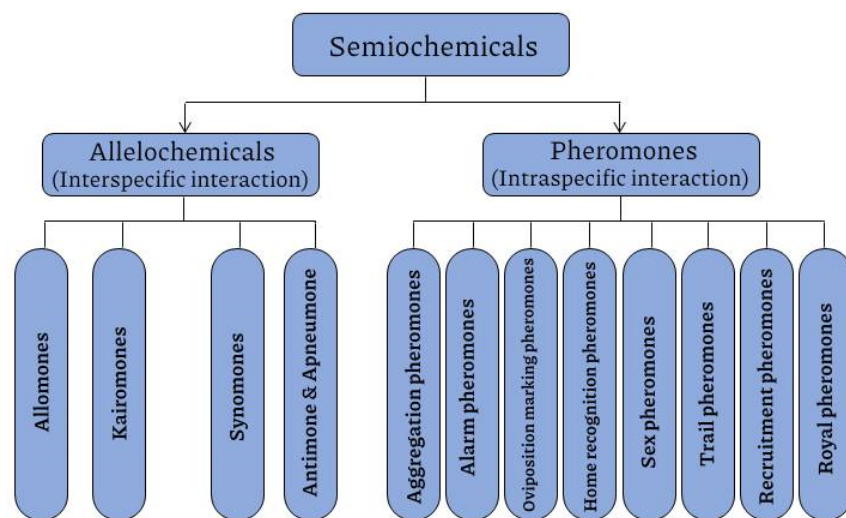 Semiochemicals
Allelochemicals
(Interspecific interaction)
Pheromones
(Intraspecific interaction)
Allomones
Kairomones
Synomones
Antimone & Apneumone
Aggregation pheromones
Alarm pheromones
Oviposition marking pheromones
Home recognition pheromones
Sex pheromones
Trail pheromones
Recruitment pheromones
Royal pheromones